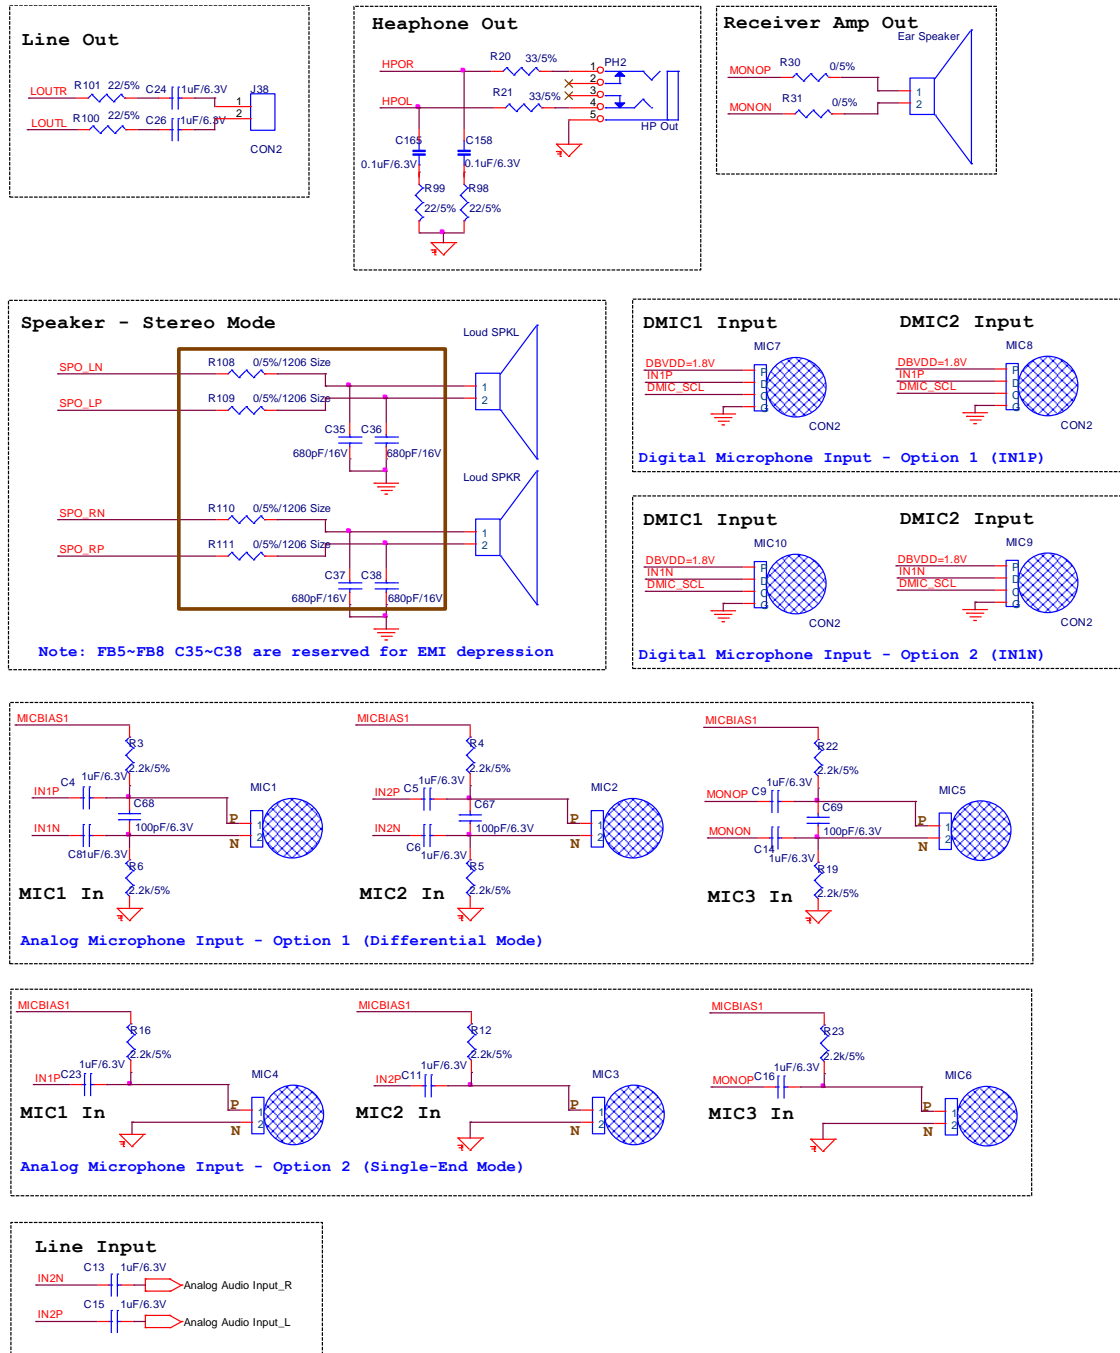 Line Out
LOUTR
R101
22/5%
C24
1uF/6.3V
J38
1
2
LOUTL
R100
22/5%
C26
1uF/6.3V
CON2
Heaphone Out
HPOR
R20
33/5%
1
PH2
2
3
HPOL
R21
33/5%
4
5
HP Out
C165
C158
0.1uF/6.3V
0.1uF/6.3V
R99
R98
22/5%
22/5%
Receiver Amp Out
Ear Speaker
MONOP
R30
0/5%
1
2
MONON
R31
0/5%
Speaker - Stereo Mode
Loud SPKL
SPO_LN
R108
0/5%/1206 Size
1
2
SPO_LP
R109
0/5%/1206 Size
C35
C36
680pF/16V
680pF/16V
Loud SPKR
SPO_RN
R110
0/5%/1206 Size
1
2
SPO_RP
R111
0/5%/1206 Size
C37
C38
680pF/16V
680pF/16V
Note: FB5~FB8 C35~C38 are reserved for EMI depression
DMIC1 Input
MIC7
DBVDD=1.8V
IN1P
DMIC_SCL
P
D
C
G
CON2
DMIC2 Input
MIC8
DBVDD=1.8V
IN1P
DMIC_SCL
P
D
C
G
CON2
Digital Microphone Input - Option 1 (IN1P)
DMIC1 Input
MIC10
DBVDD=1.8V
IN1N
DMIC_SCL
P
D
C
G
CON2
DMIC2 Input
MIC9
DBVDD=1.8V
IN1N
DMIC_SCL
P
D
C
G
CON2
Digital Microphone Input - Option 2 (IN1N)
MICBIAS1
R3
2.2k/5%
1uF/6.3V
IN1P
C4
C68
MIC1
P
1
100pF/6.3V
IN1N
2
N
C8
1uF/6.3V
R6
2.2k/5%
MIC1 In
MICBIAS1
R4
2.2k/5%
1uF/6.3V
IN2P
C5
C67
MIC2
P
1
100pF/6.3V
IN2N
2
N
C6
1uF/6.3V
R5
2.2k/5%
MIC2 In
MICBIAS1
R22
2.2k/5%
1uF/6.3V
MONOP
C9
C69
MIC5
P
1
100pF/6.3V
MONON
2
N
C14
1uF/6.3V
R19
2.2k/5%
MIC3 In
Analog Microphone Input - Option 1 (Differential Mode)
MICBIAS1
R16
2.2k/5%
1uF/6.3V
IN1P
C23
MIC4
P
1
2
N
MIC1 In
MICBIAS1
R12
2.2k/5%
1uF/6.3V
IN2P
C11
MIC3
P
1
2
N
MIC2 In
MICBIAS1
R23
2.2k/5%
1uF/6.3V
MONOP
C16
MIC6
P
1
2
N
MIC3 In
Analog Microphone Input - Option 2 (Single-End Mode)
Line Input
C13
1uF/6.3V
IN2N
Analog Audio Input_R
C15
1uF/6.3V
IN2P
Analog Audio Input_L